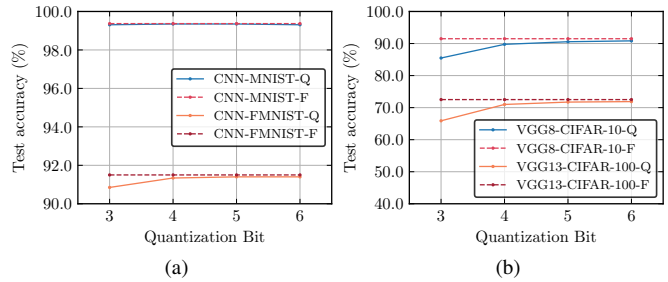 100.0
98.0
96.0
94.0
92.0
90.0
Test accuracy (%)
CNN-MNIST-Q
CNN-MNIST-F
CNN-FMNIST-Q
CNN-FMNIST-F
3 4 5 6
Quantization Bit
(a)
100.0
90.0
80.0
70.0
60.0
50.0
40.0
Test accuracy (%)
VGG8-CIFAR-10-Q
VGG8-CIFAR-10-F
VGG13-CIFAR-100-Q
VGG13-CIFAR-100-F
3 4 5 6
Quantization Bit
(b)